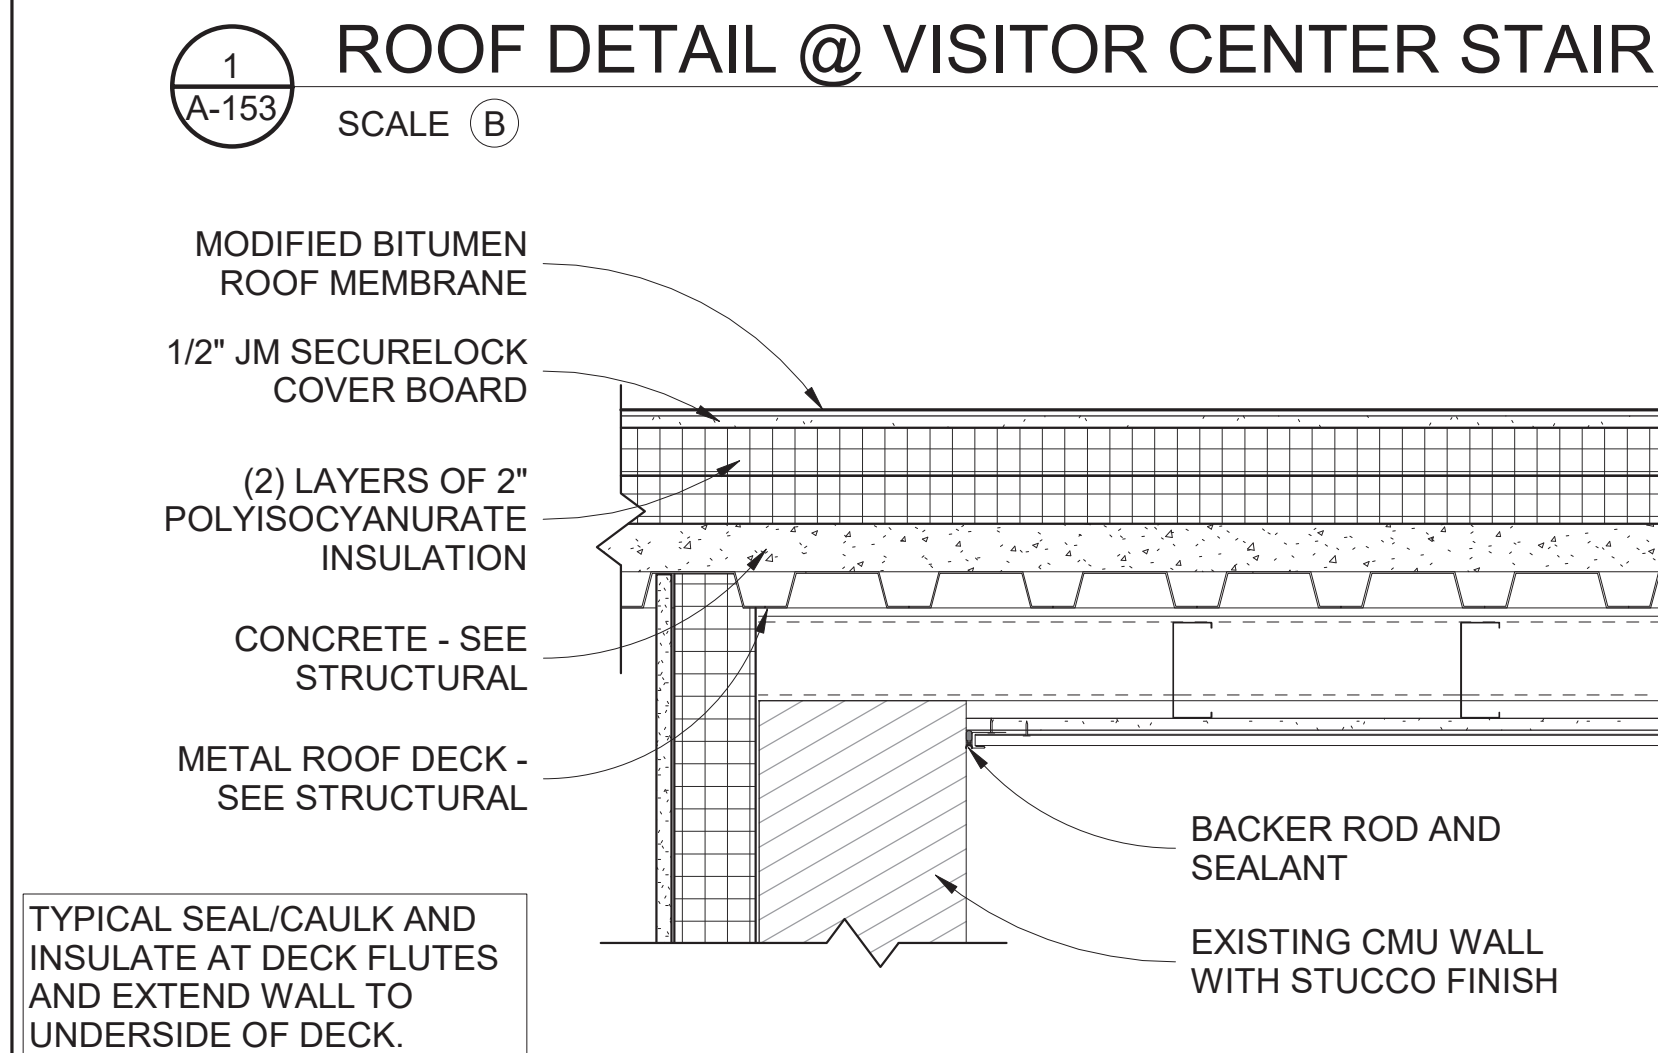 1
A-153
ROOF DETAIL @ VISITOR CENTER STAIR
SCALE B
MODIFIED BITUMEN
ROOF MEMBRANE
1/2" JM SECURELOCK
COVER BOARD
(2) LAYERS OF 2"
POLYISOCYANURATE
INSULATION
CONCRETE - SEE
STRUCTURAL
METAL ROOF DECK -
SEE STRUCTURAL
TYPICAL SEAL/CAULK AND
INSULATE AT DECK FLUTES
AND EXTEND WALL TO
UNDERSIDE OF DECK.
BACKER ROD AND
SEALANT
EXISTING CMU WALL
WITH STUCCO FINISH